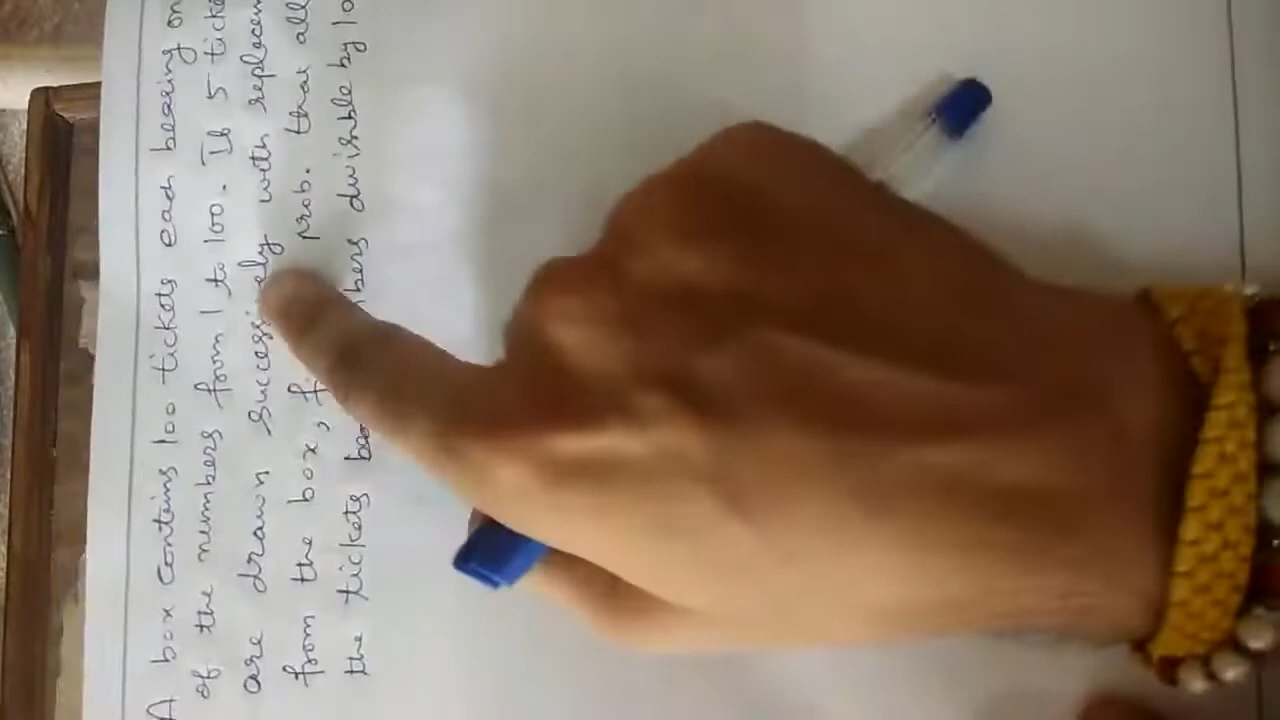 A box contains 100 tickets each bearing on
of the numbers from 1 to 100. If 5 ticke
are drawn successively with replacem
from the box, prob. that all
the tickets divisible by 10